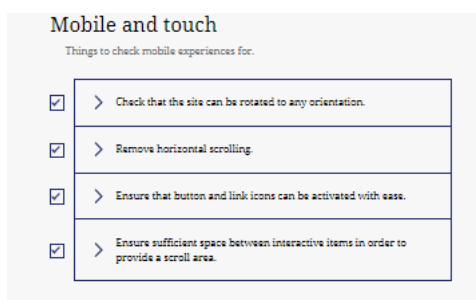 Mobile and touch
Things to check mobile experiences for.
Check that the site can be rotated to any orientation.
Remove horizontal scrolling.
Ensure that button and link icons can be activated with ease.
Ensure sufficient space between interactive items in order to
provide a scroll area.